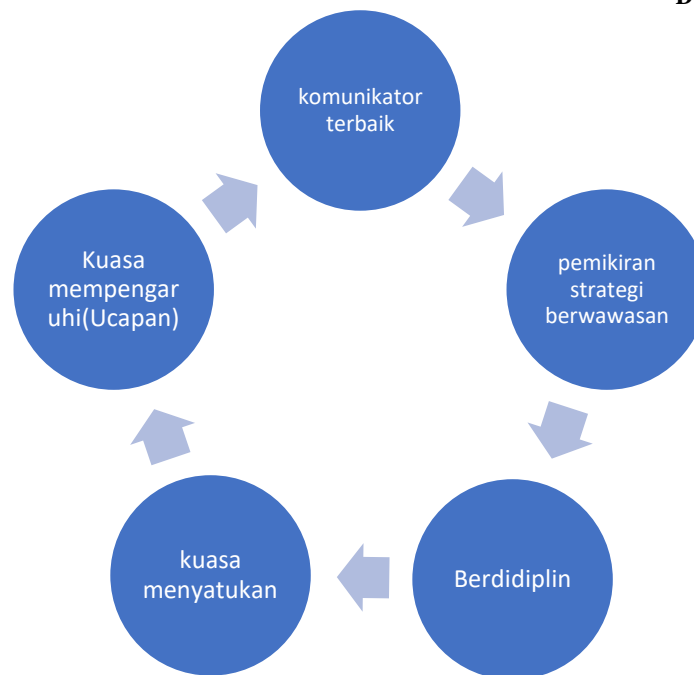 komunikator
terbaik
pemikiran
strategi
berwawasan
Berdidiplin
kuasa
menyatukan
Kuasa
mempengar
uhi(Ucapan)